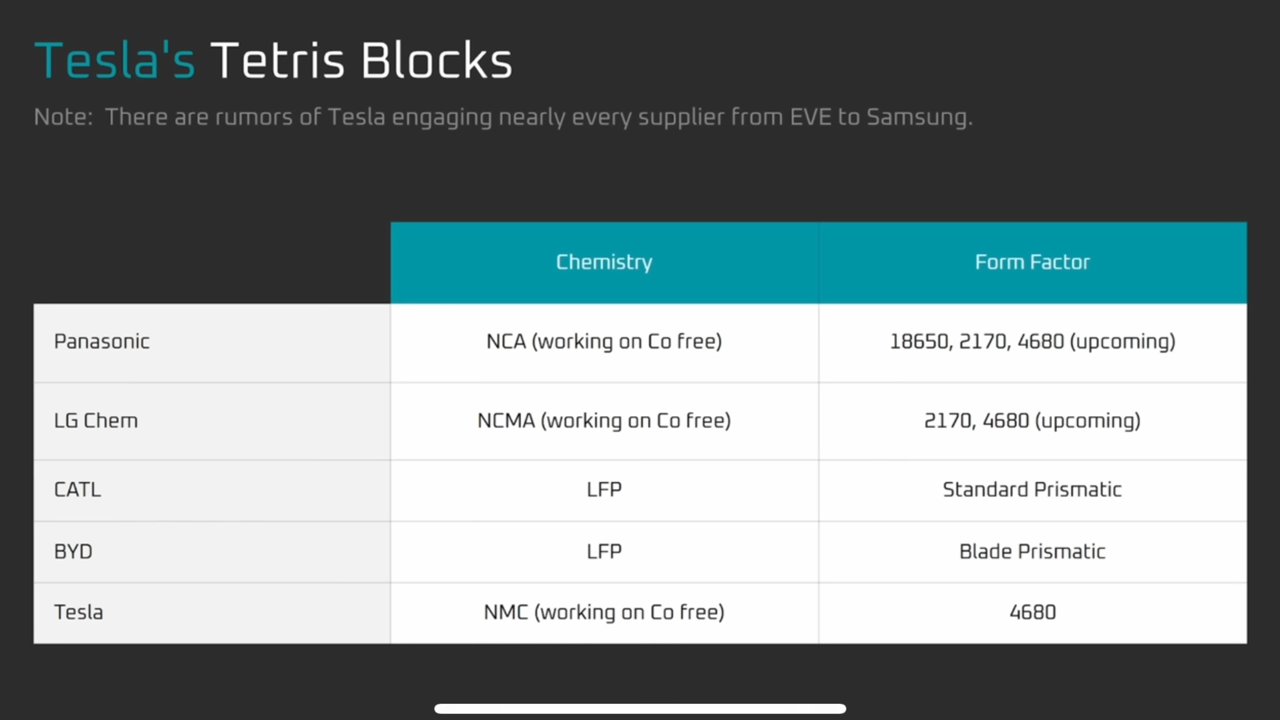 Tesla's Tetris Blocks
Note: There are rumors of Tesla engaging nearly every supplier from EVE to Samsung.
Chemistry Form Factor
Panasonic NCA (working on Co free) 18650, 2170, 4680 (upcoming)
LG Chem NCMA (working on Co free) 2170, 4680 (upcoming)
CATL LFP Standard Prismatic
BYD LFP Blade Prismatic
Tesla NMC (working on Co free) 4680